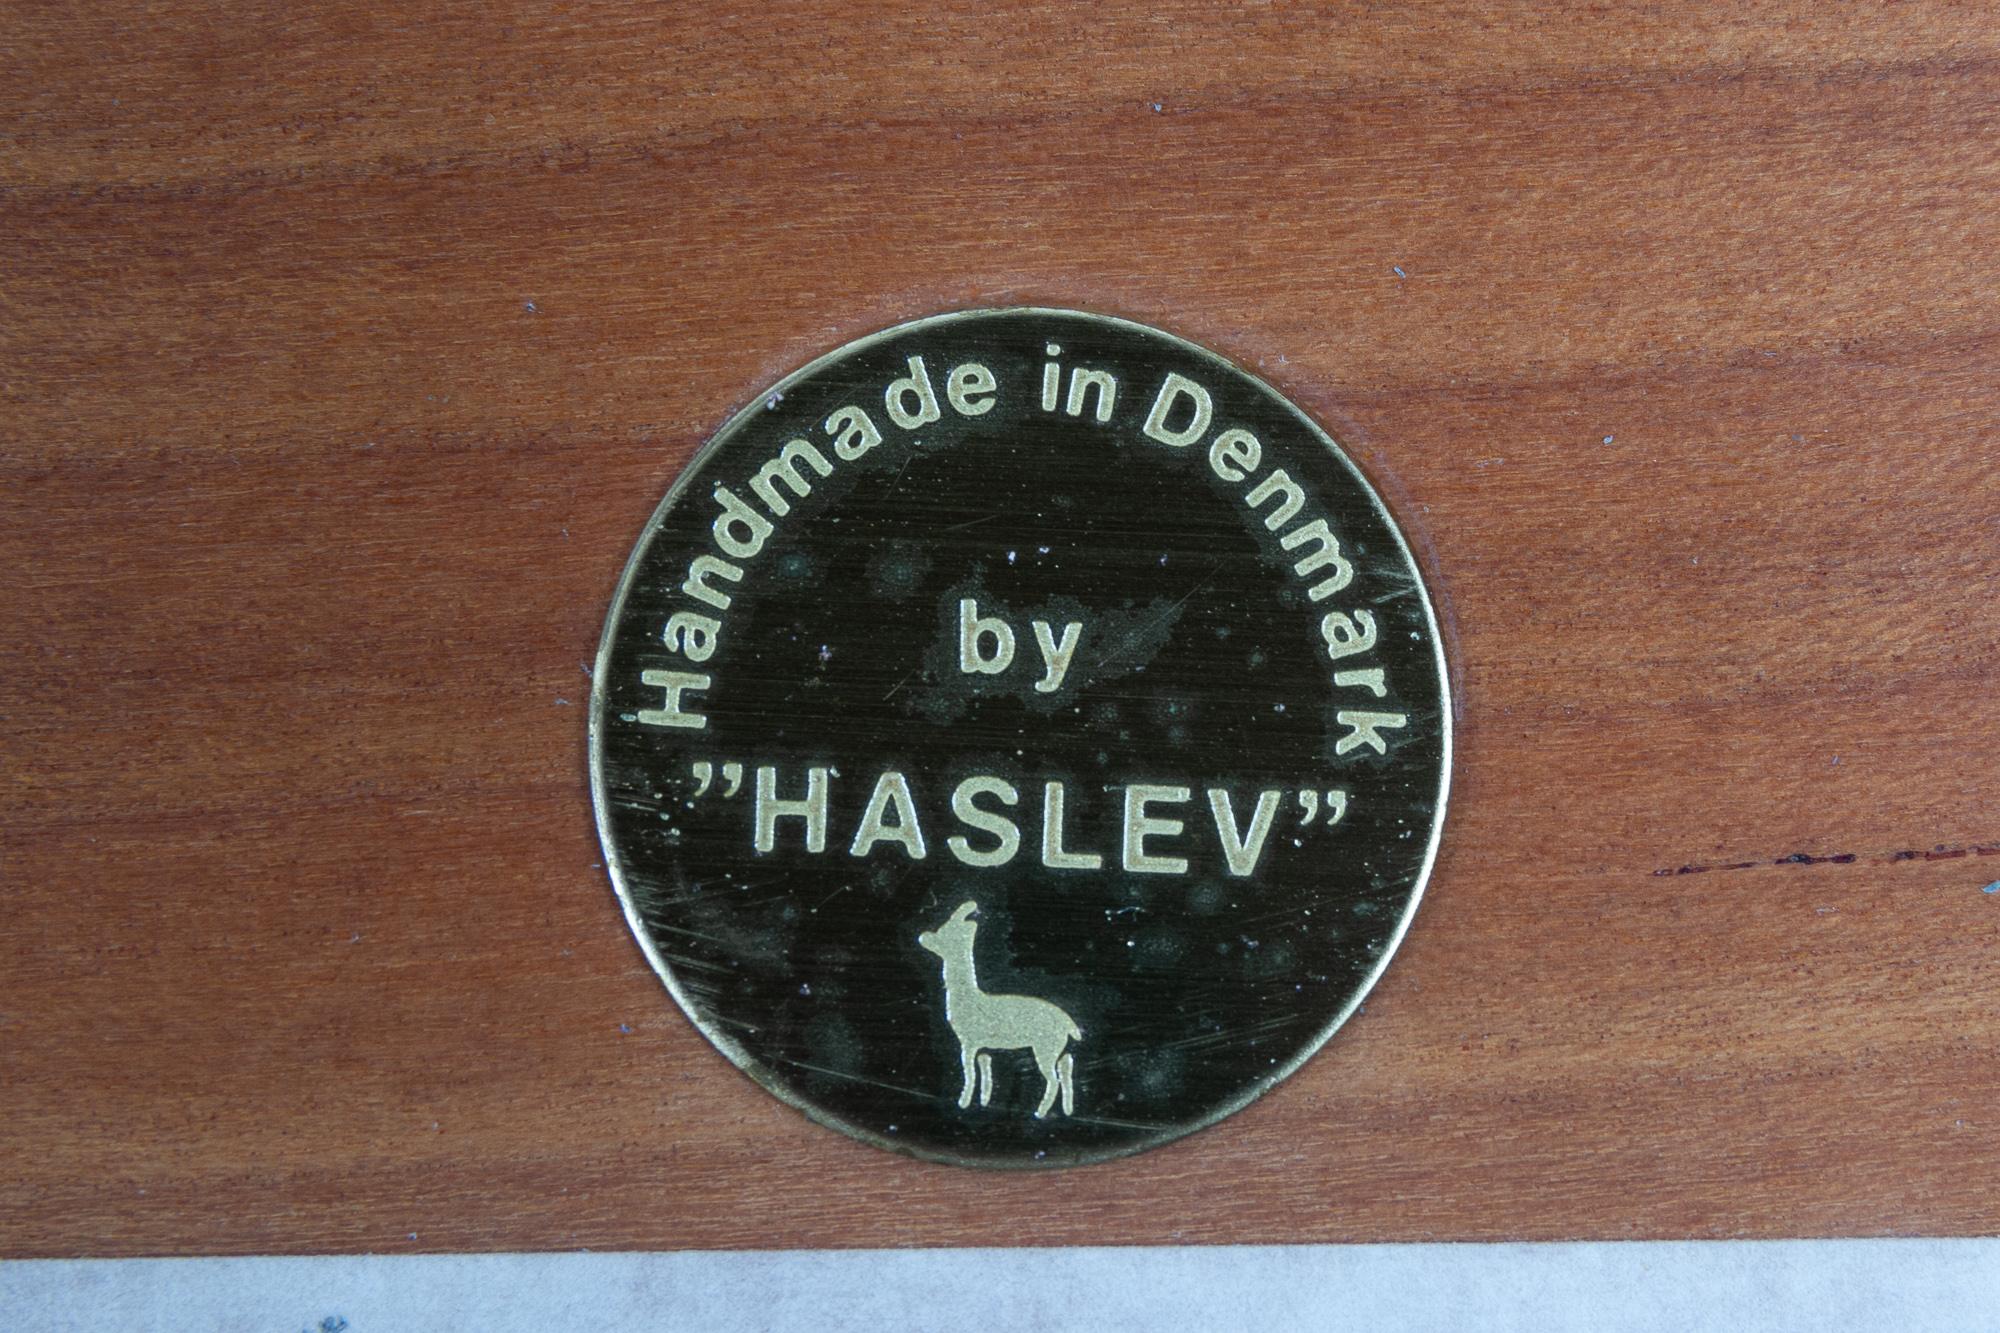 Handmade in Denmark
by
”HASLEV”